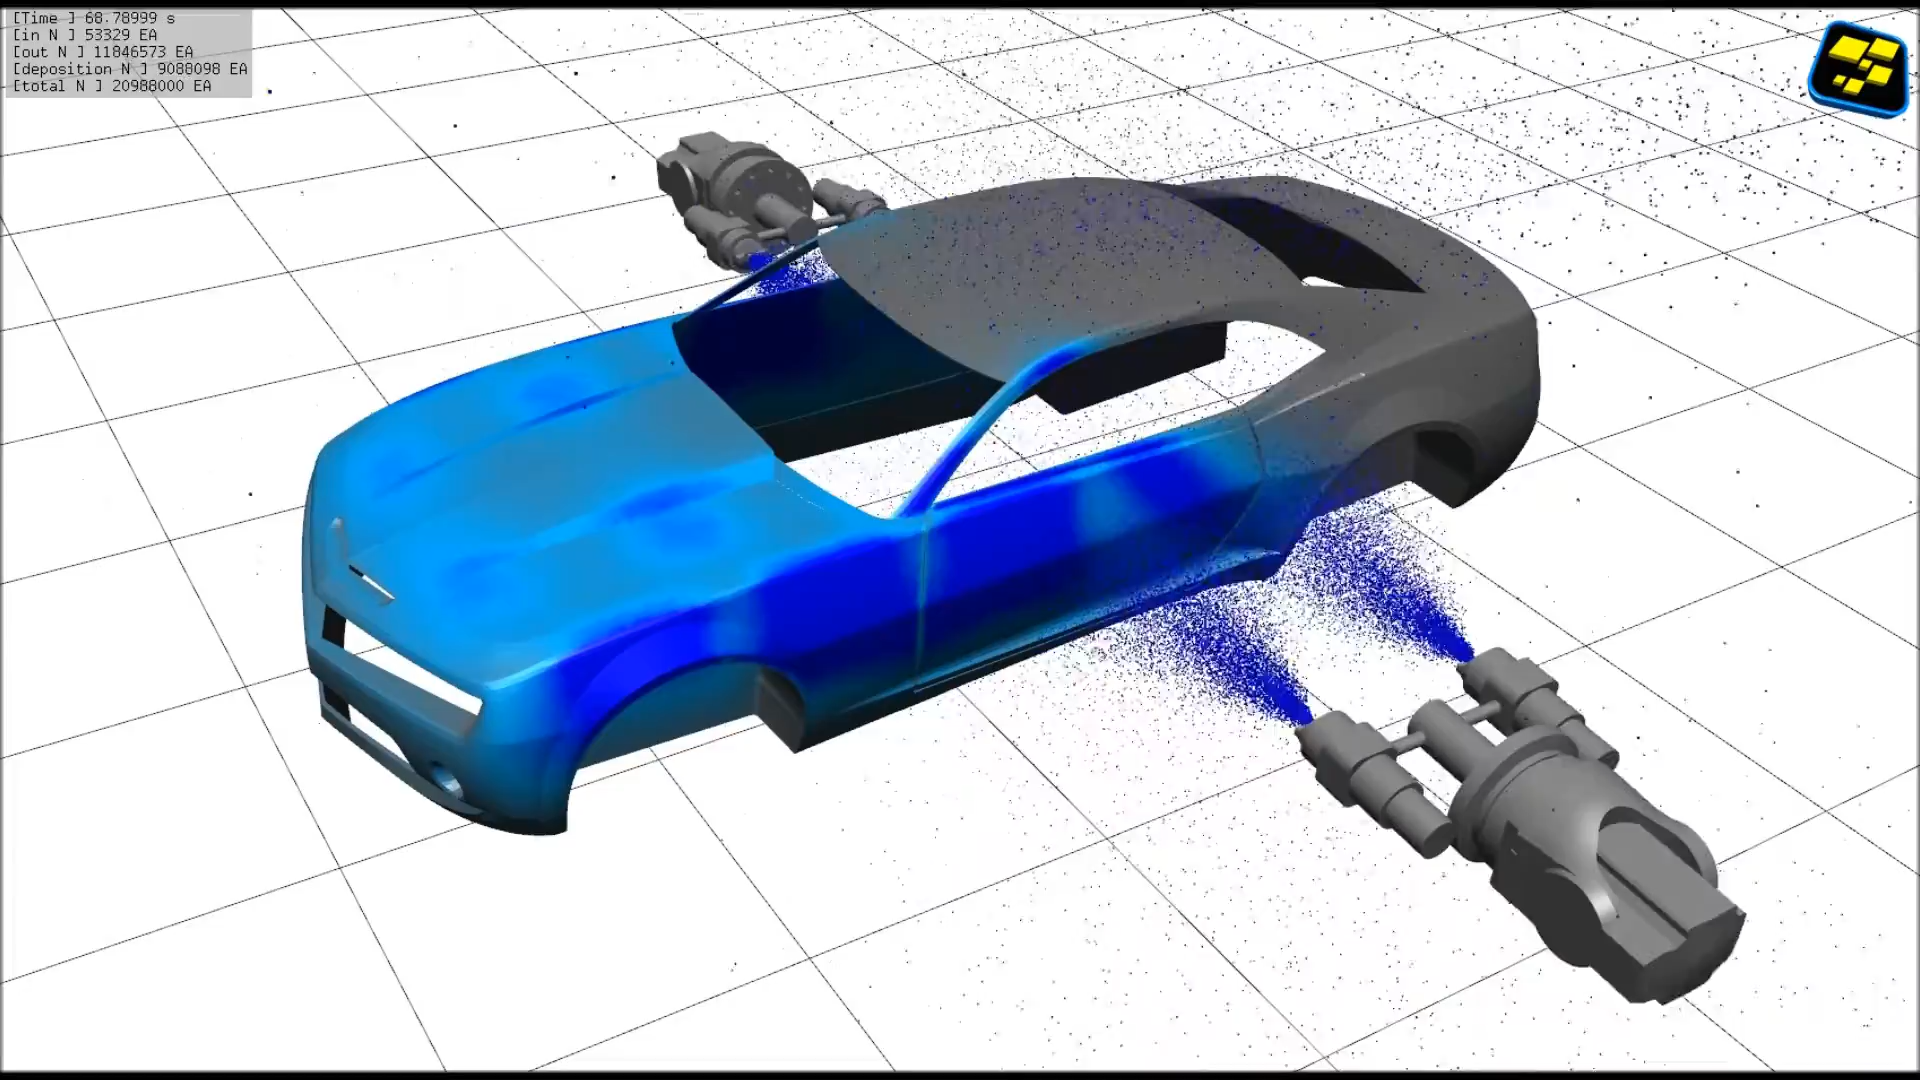 [Time ] 68.78999 s
[in N ] 53329 EA
[out N ] 11846573 EA
[deposition N ] 9088098 EA
[total N ] 20988000 EA